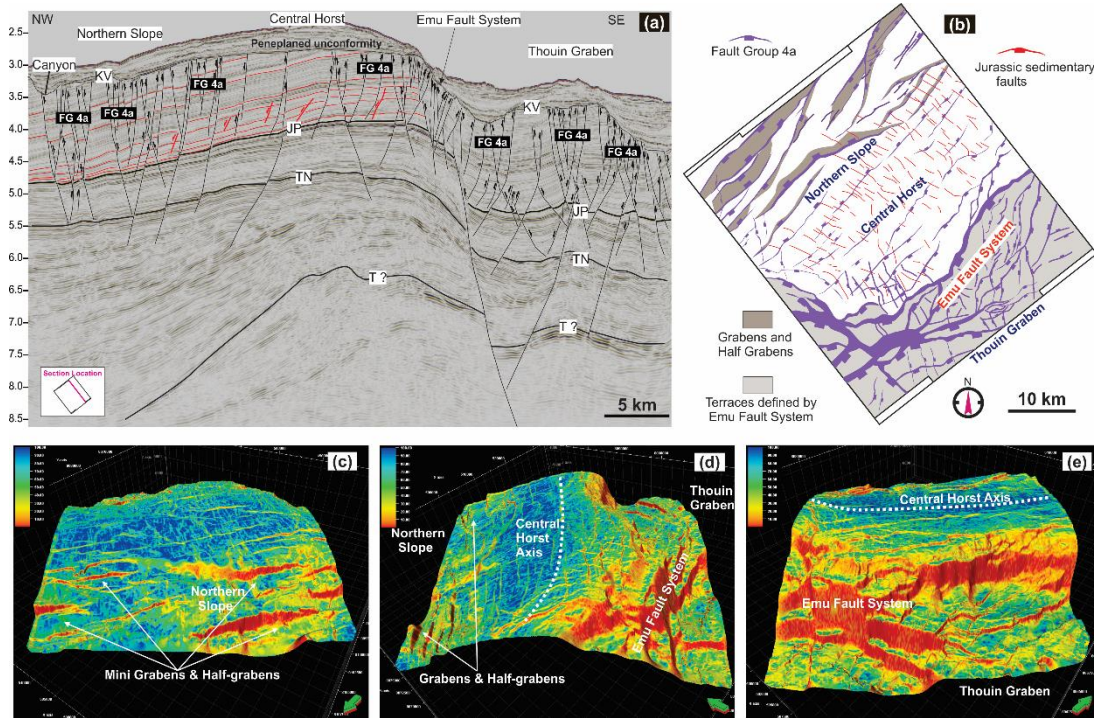 NW
Central Horst
Emu Fault System
SE
(a)
Northern Slope
Peneplaned unconformity
Thouin Graben
Canyon
KV
FG 4a
FG 4a
FG 4a
FG 4a
FG 4a
KV
FG 4a
FG 4a
FG 4a
JP
JP
TN
TN
T ?
T ?
2.5
3.0
3.5
4.0
4.5
5.0
5.5
6.0
6.5
7.0
7.5
8.0
8.5
Section Location
5 km
(b)
Fault Group 4a
Jurassic sedimentary
faults
Northern Slope
Central Horst
Emu Fault System
Thouin Graben
Grabens and
Half Grabens
Terraces defined by
Emu Fault System
N
10 km
(c)
Northern
Slope
Mini Grabens & Half-grabens
(d)
Thouin
Graben
Northern
Slope
Central
Horst
Axis
Emu Fault System
Grabens & Half-grabens
(e)
Central Horst Axis
Emu Fault System
Thouin Graben